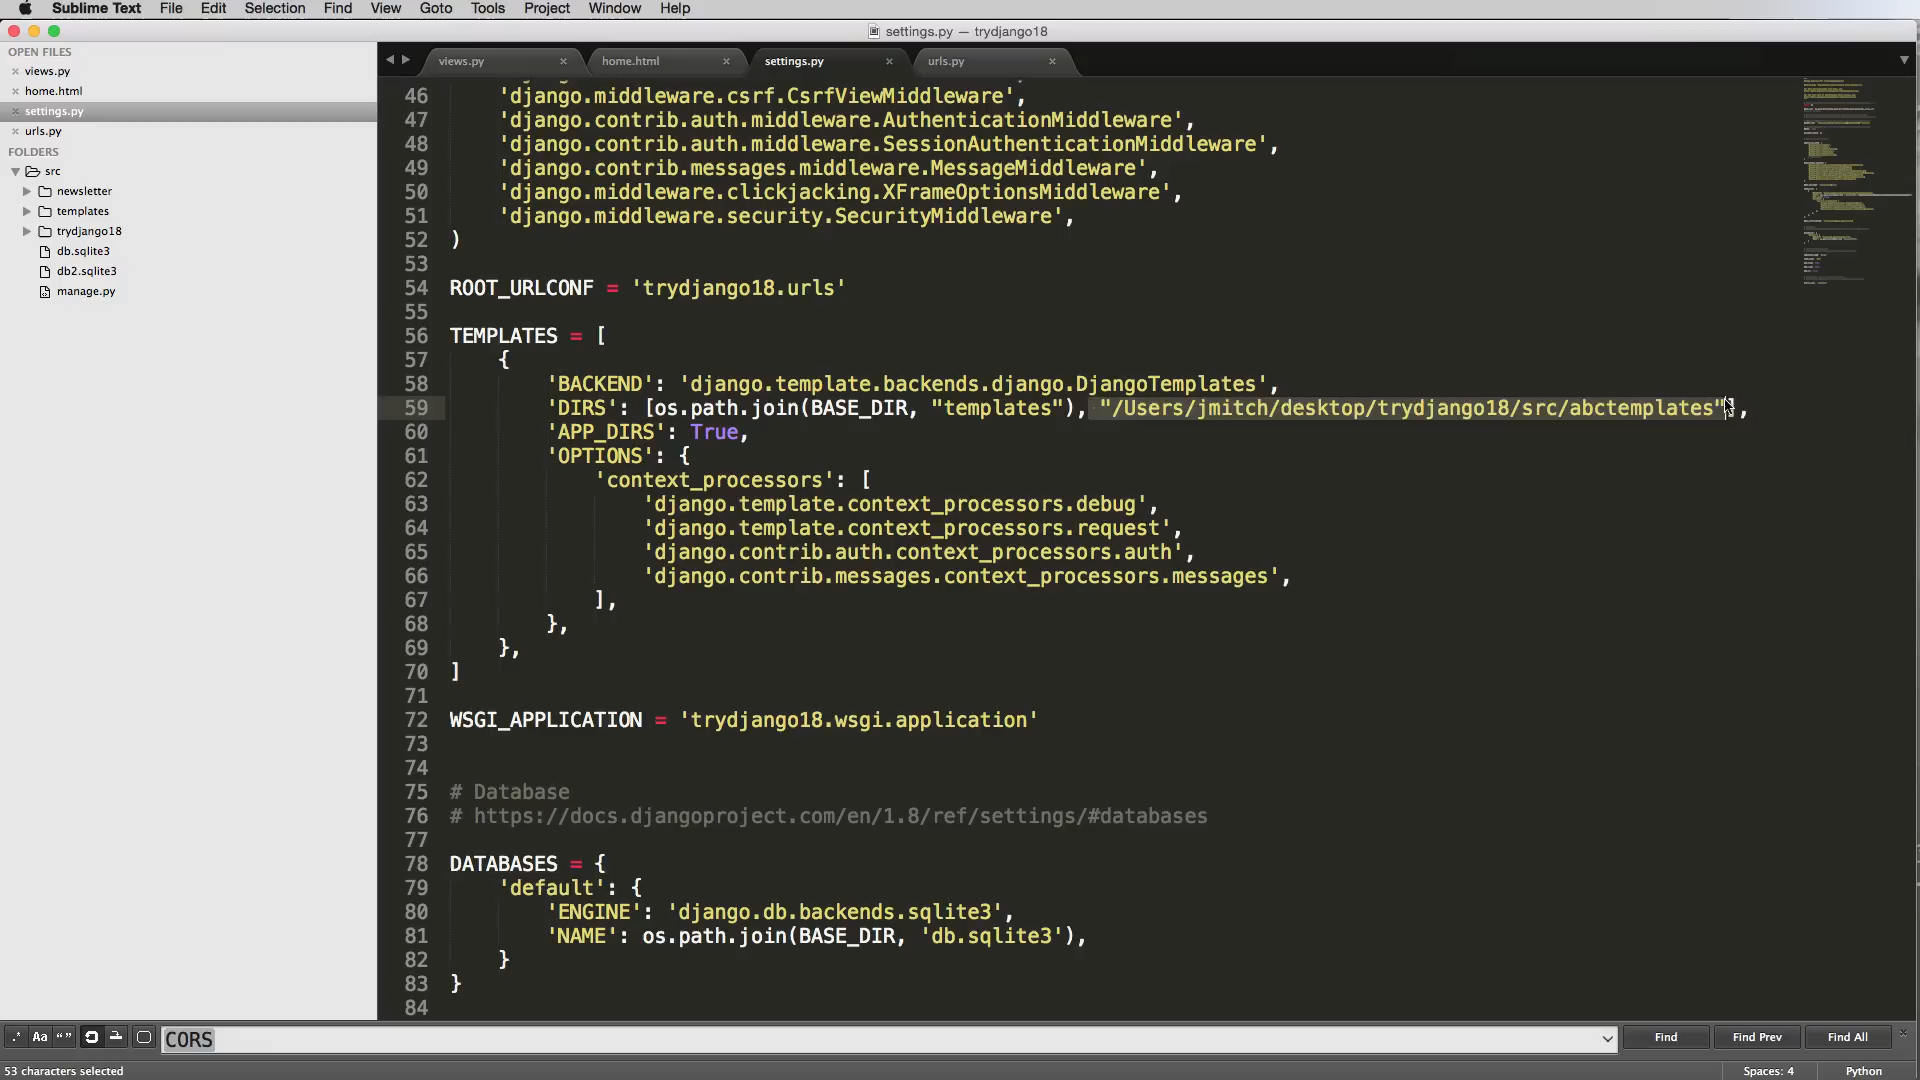 Sublime Text File Edit Selection Find View Goto Tools Project Window Help
settings.py — trydjango18
OPEN FILES
views.py
home.html
settings.py
urls.py
FOLDERS
src
newsletter
templates
trydjango18
db.sqlite3
db2.sqlite3
manage.py
views.py home.html settings.py urls.py
46 'django.middleware.csrf.CsrfViewMiddleware',
47 'django.contrib.auth.middleware.AuthenticationMiddleware',
48 'django.contrib.auth.middleware.SessionAuthenticationMiddleware',
49 'django.contrib.messages.middleware.MessageMiddleware',
50 'django.middleware.clickjacking.XFrameOptionsMiddleware',
51 'django.middleware.security.SecurityMiddleware',
52 )
53
54 ROOT_URLCONF = 'trydjango18.urls'
55
56 TEMPLATES = [
57 {
58 'BACKEND': 'django.template.backends.django.DjangoTemplates',
59 'DIRS': [os.path.join(BASE_DIR, "templates"), "/Users/jmitch/desktop/trydjango18/src/abctemplates"],
60 'APP_DIRS': True,
61 'OPTIONS': {
62 'context_processors': [
63 'django.template.context_processors.debug',
64 'django.template.context_processors.request',
65 'django.contrib.auth.context_processors.auth',
66 'django.contrib.messages.context_processors.messages',
67 ],
68 },
69 },
70 ]
71
72 WSGI_APPLICATION = 'trydjango18.wsgi.application'
73
74
75 # Database
76 # https://docs.djangoproject.com/en/1.8/ref/settings/#databases
77
78 DATABASES = {
79 'default': {
80 'ENGINE': 'django.db.backends.sqlite3',
81 'NAME': os.path.join(BASE_DIR, 'db.sqlite3'),
82 }
83 }
84
.* Aa “” CORS Find Find Prev Find All
53 characters selected Spaces: 4 Python